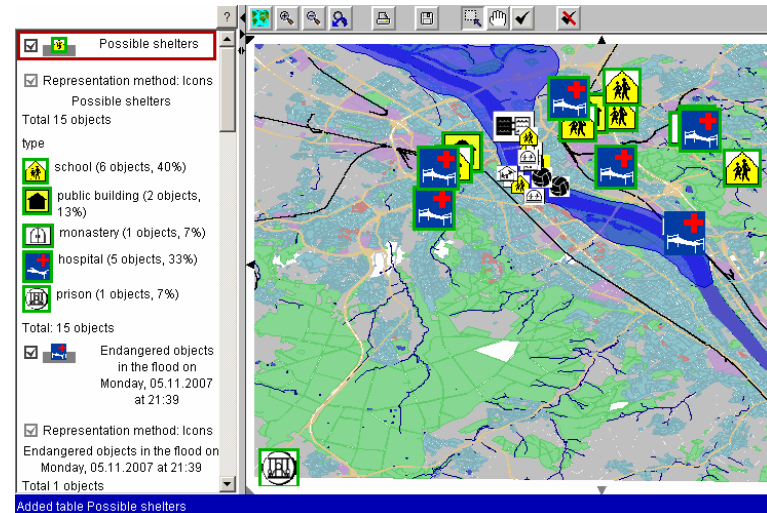 ?
Possible shelters
Representation method: Icons
Possible shelters
Total 15 objects
type
school (6 objects, 40%)
public building (2 objects,
13%)
monastery (1 objects, 7%)
hospital (5 objects, 33%)
prison (1 objects, 7%)
Total: 15 objects
Endangered objects
in the flood on
Monday, 05.11.2007
at 21:39
Representation method: Icons
Endangered objects in the flood on
Monday, 05.11.2007 at 21:39
Total 1 objects
Added table Possible shelters